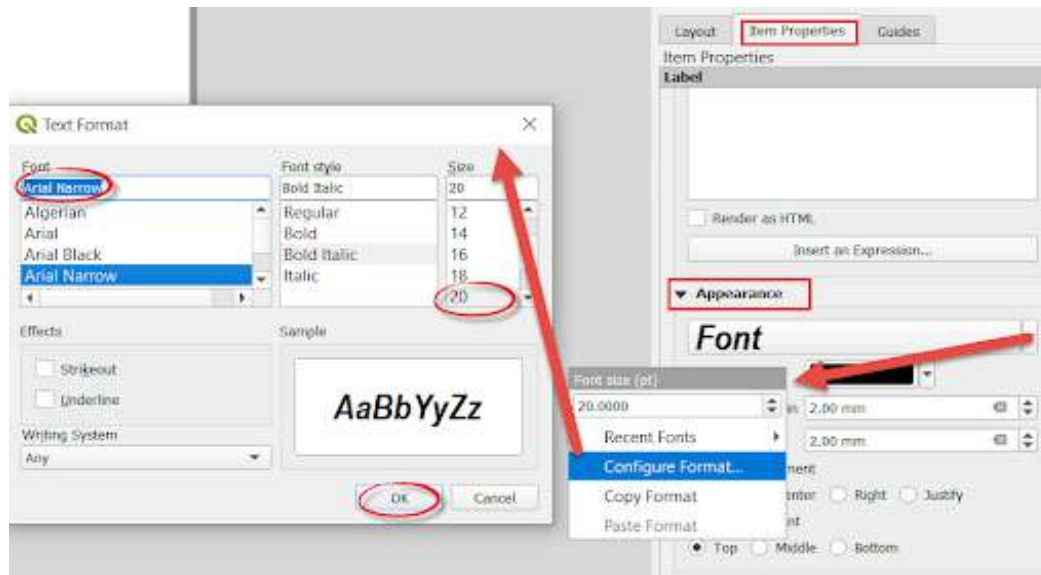 Layout Item Properties Guides
Item Properties
Label
Render as HTML
Insert an Expression...
Appearance
Font
2.00 mm
2.00 mm
Right Justify
Top Middle Bottom
Font size (pt)
20.0000
Recent Fonts
Configure Format...
Copy Format
Paste Format
Text Format
Font Font style Size
Arial Narrow Bold Italic 20
Algerian Regular 12
Arial Bold 14
Arial Black Bold Italic 16
Arial Narrow Italic 18
20
Effects Sample
Strikeout
Underline
AaBbYyZz
Writing System
Any
OK Cancel